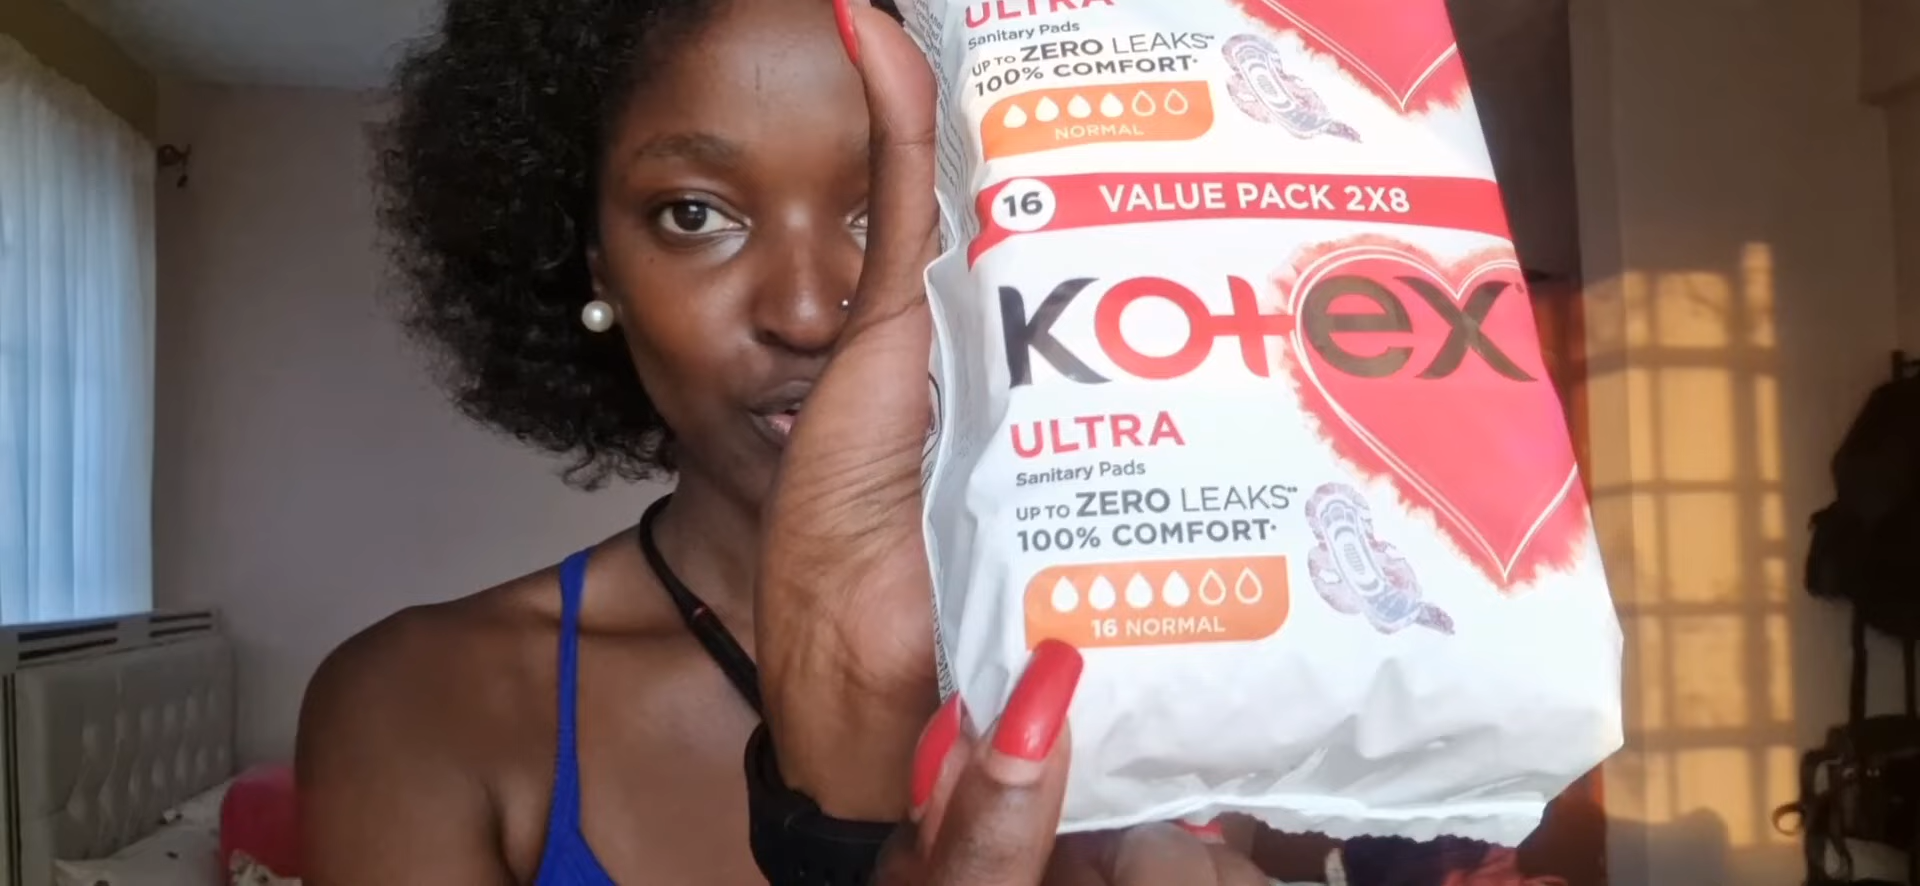 ULTRA
Sanitary Pads
UP TO ZERO LEAKS**
100% COMFORT*
NORMAL
16 VALUE PACK 2X8
KOTEX
ULTRA
Sanitary Pads
UP TO ZERO LEAKS**
100% COMFORT*
16 NORMAL